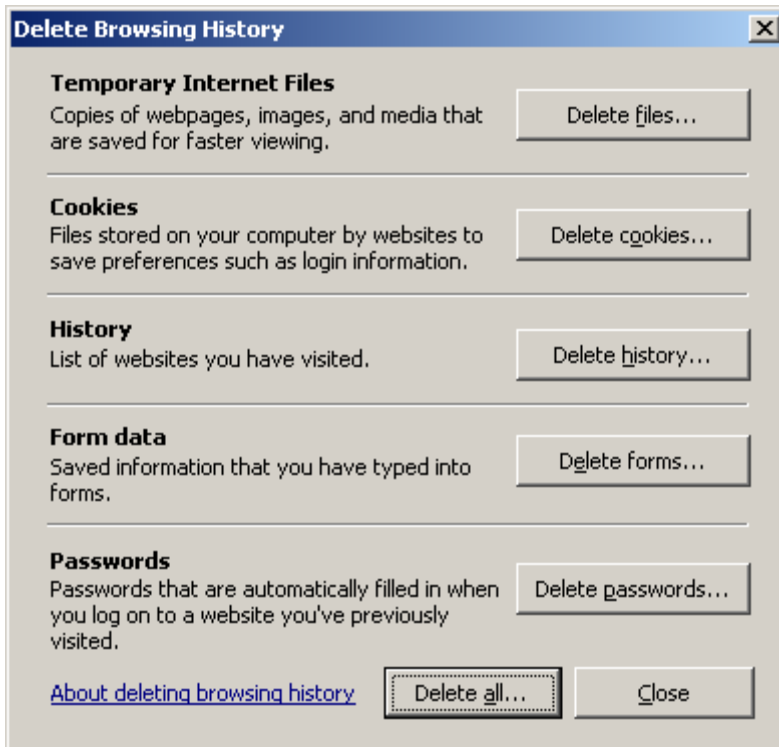 Delete Browsing History
Temporary Internet Files
Copies of webpages, images, and media that
are saved for faster viewing.
Delete files...
Cookies
Files stored on your computer by websites to
save preferences such as login information.
Delete cookies...
History
List of websites you have visited.
Delete history...
Form data
Saved information that you have typed into
forms.
Delete forms...
Passwords
Passwords that are automatically filled in when
you log on to a website you've previously
visited.
Delete passwords...
About deleting browsing history
Delete all...
Close